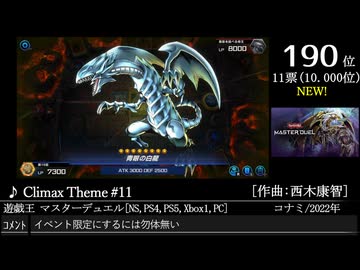 LP 8000
190位
11票(10.000位)
NEW!
Yu-Gi-Oh!
MASTER DUEL
青眼の白龍
ATK 3000 DEF 2500
LP 7300
♪ Climax Theme #11
[作曲:西木康智]
遊戯王 マスターデュエル[NS,PS4,PS5,Xbox1,PC]
コナミ/2022年
コメント
イベント限定にするには勿体無い